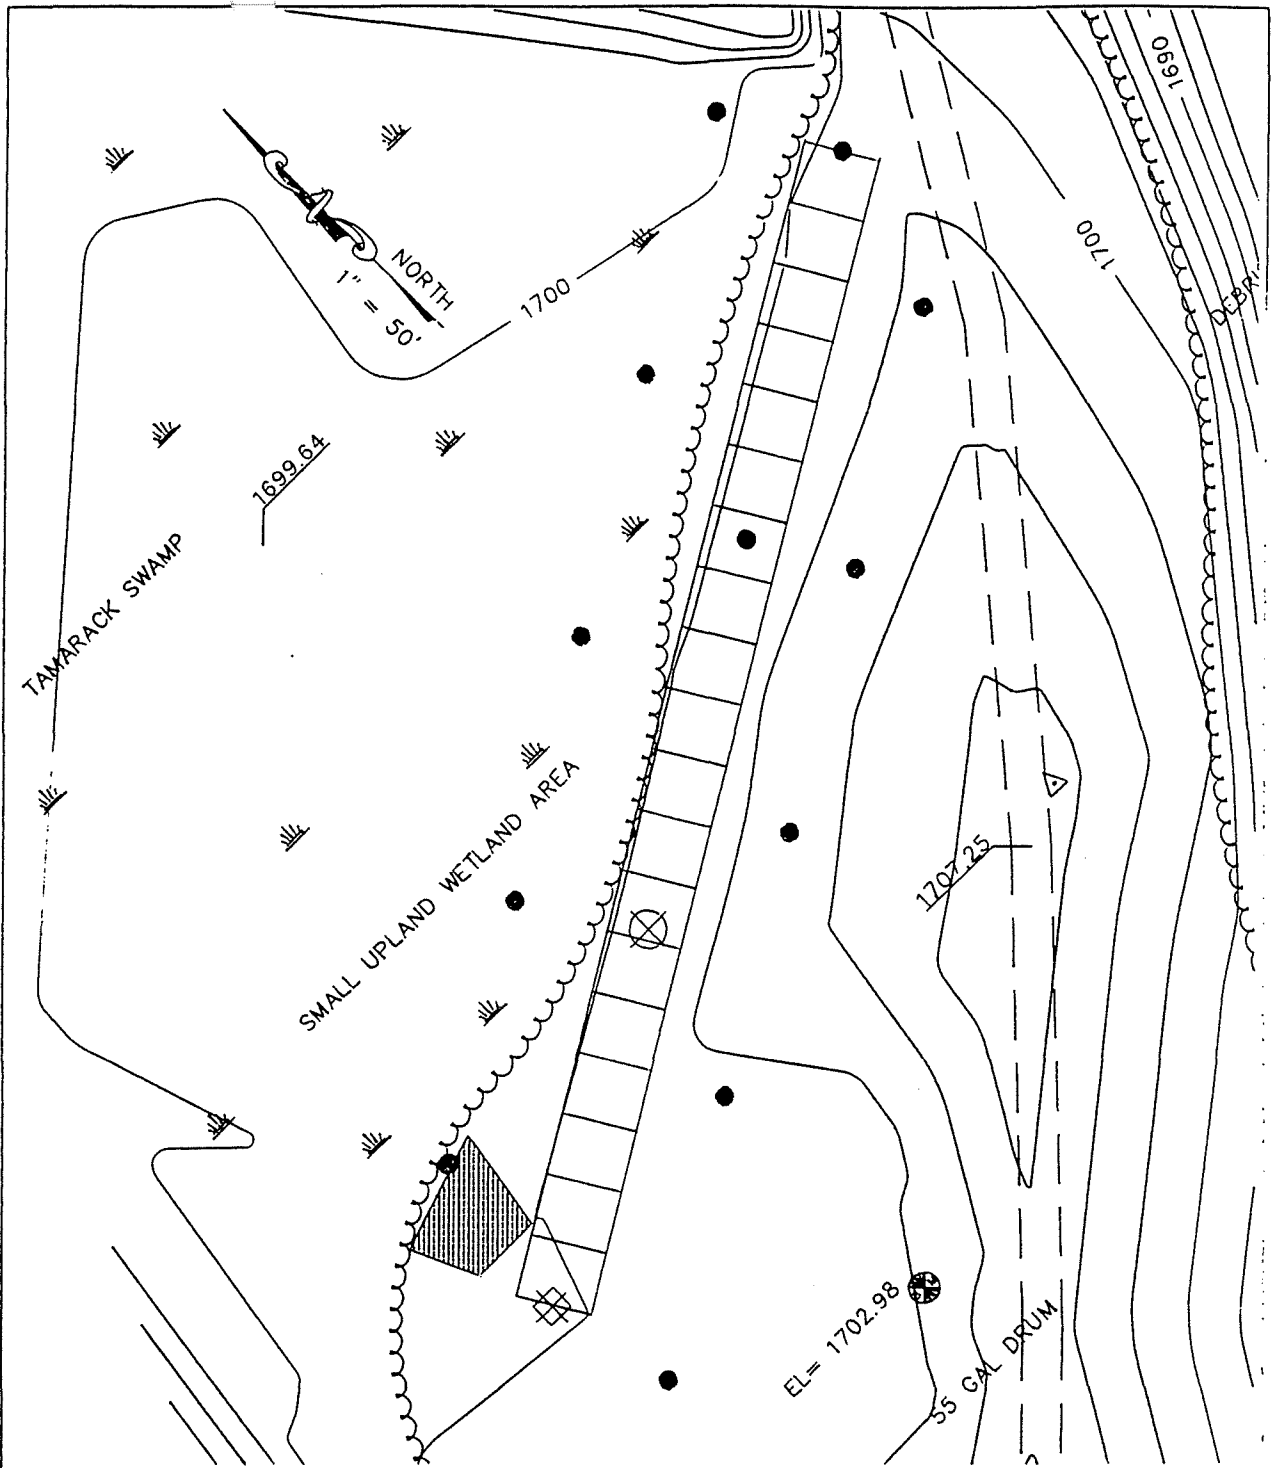 1690
1700
DEBRI
NORTH
1" = 50'
1700
1699.64
TAMARACK SWAMP
SMALL UPLAND WETLAND AREA
1707.25
EL= 1702.98
55 GAL DRUM